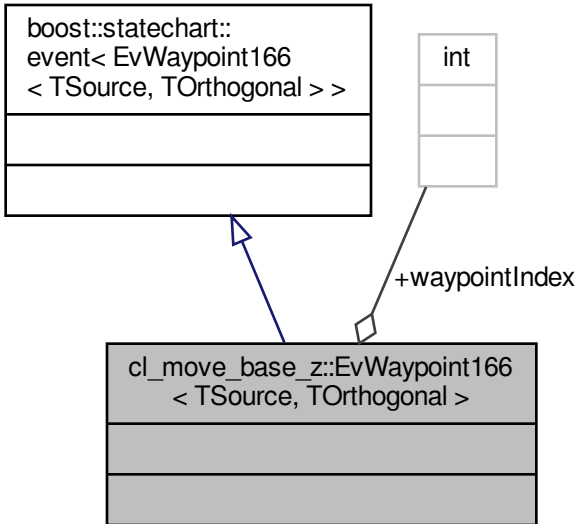 boost::statechart::
event< EvWaypoint166
< TSource, TOrthogonal > >
int
+waypointIndex
cl_move_base_z::EvWaypoint166
< TSource, TOrthogonal >